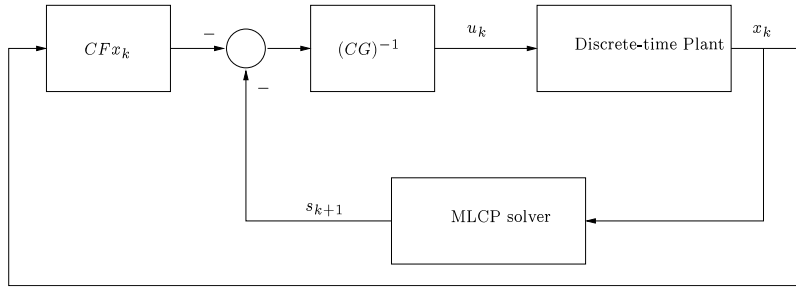 CFx_k
−
(CG)^{−1}
u_k
Discrete-time Plant
x_k
−
s_{k+1}
MLCP solver